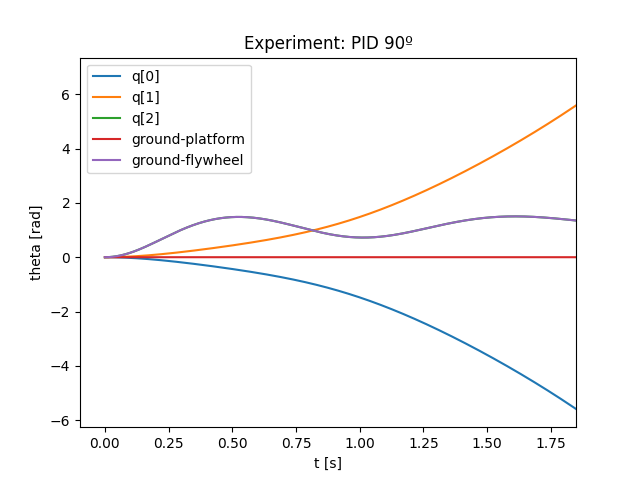 Experiment: PID 90º
q[0]
q[1]
q[2]
ground-platform
ground-flywheel
theta [rad]
6
4
2
0
−2
−4
−6
0.00 0.25 0.50 0.75 1.00 1.25 1.50 1.75
t [s]